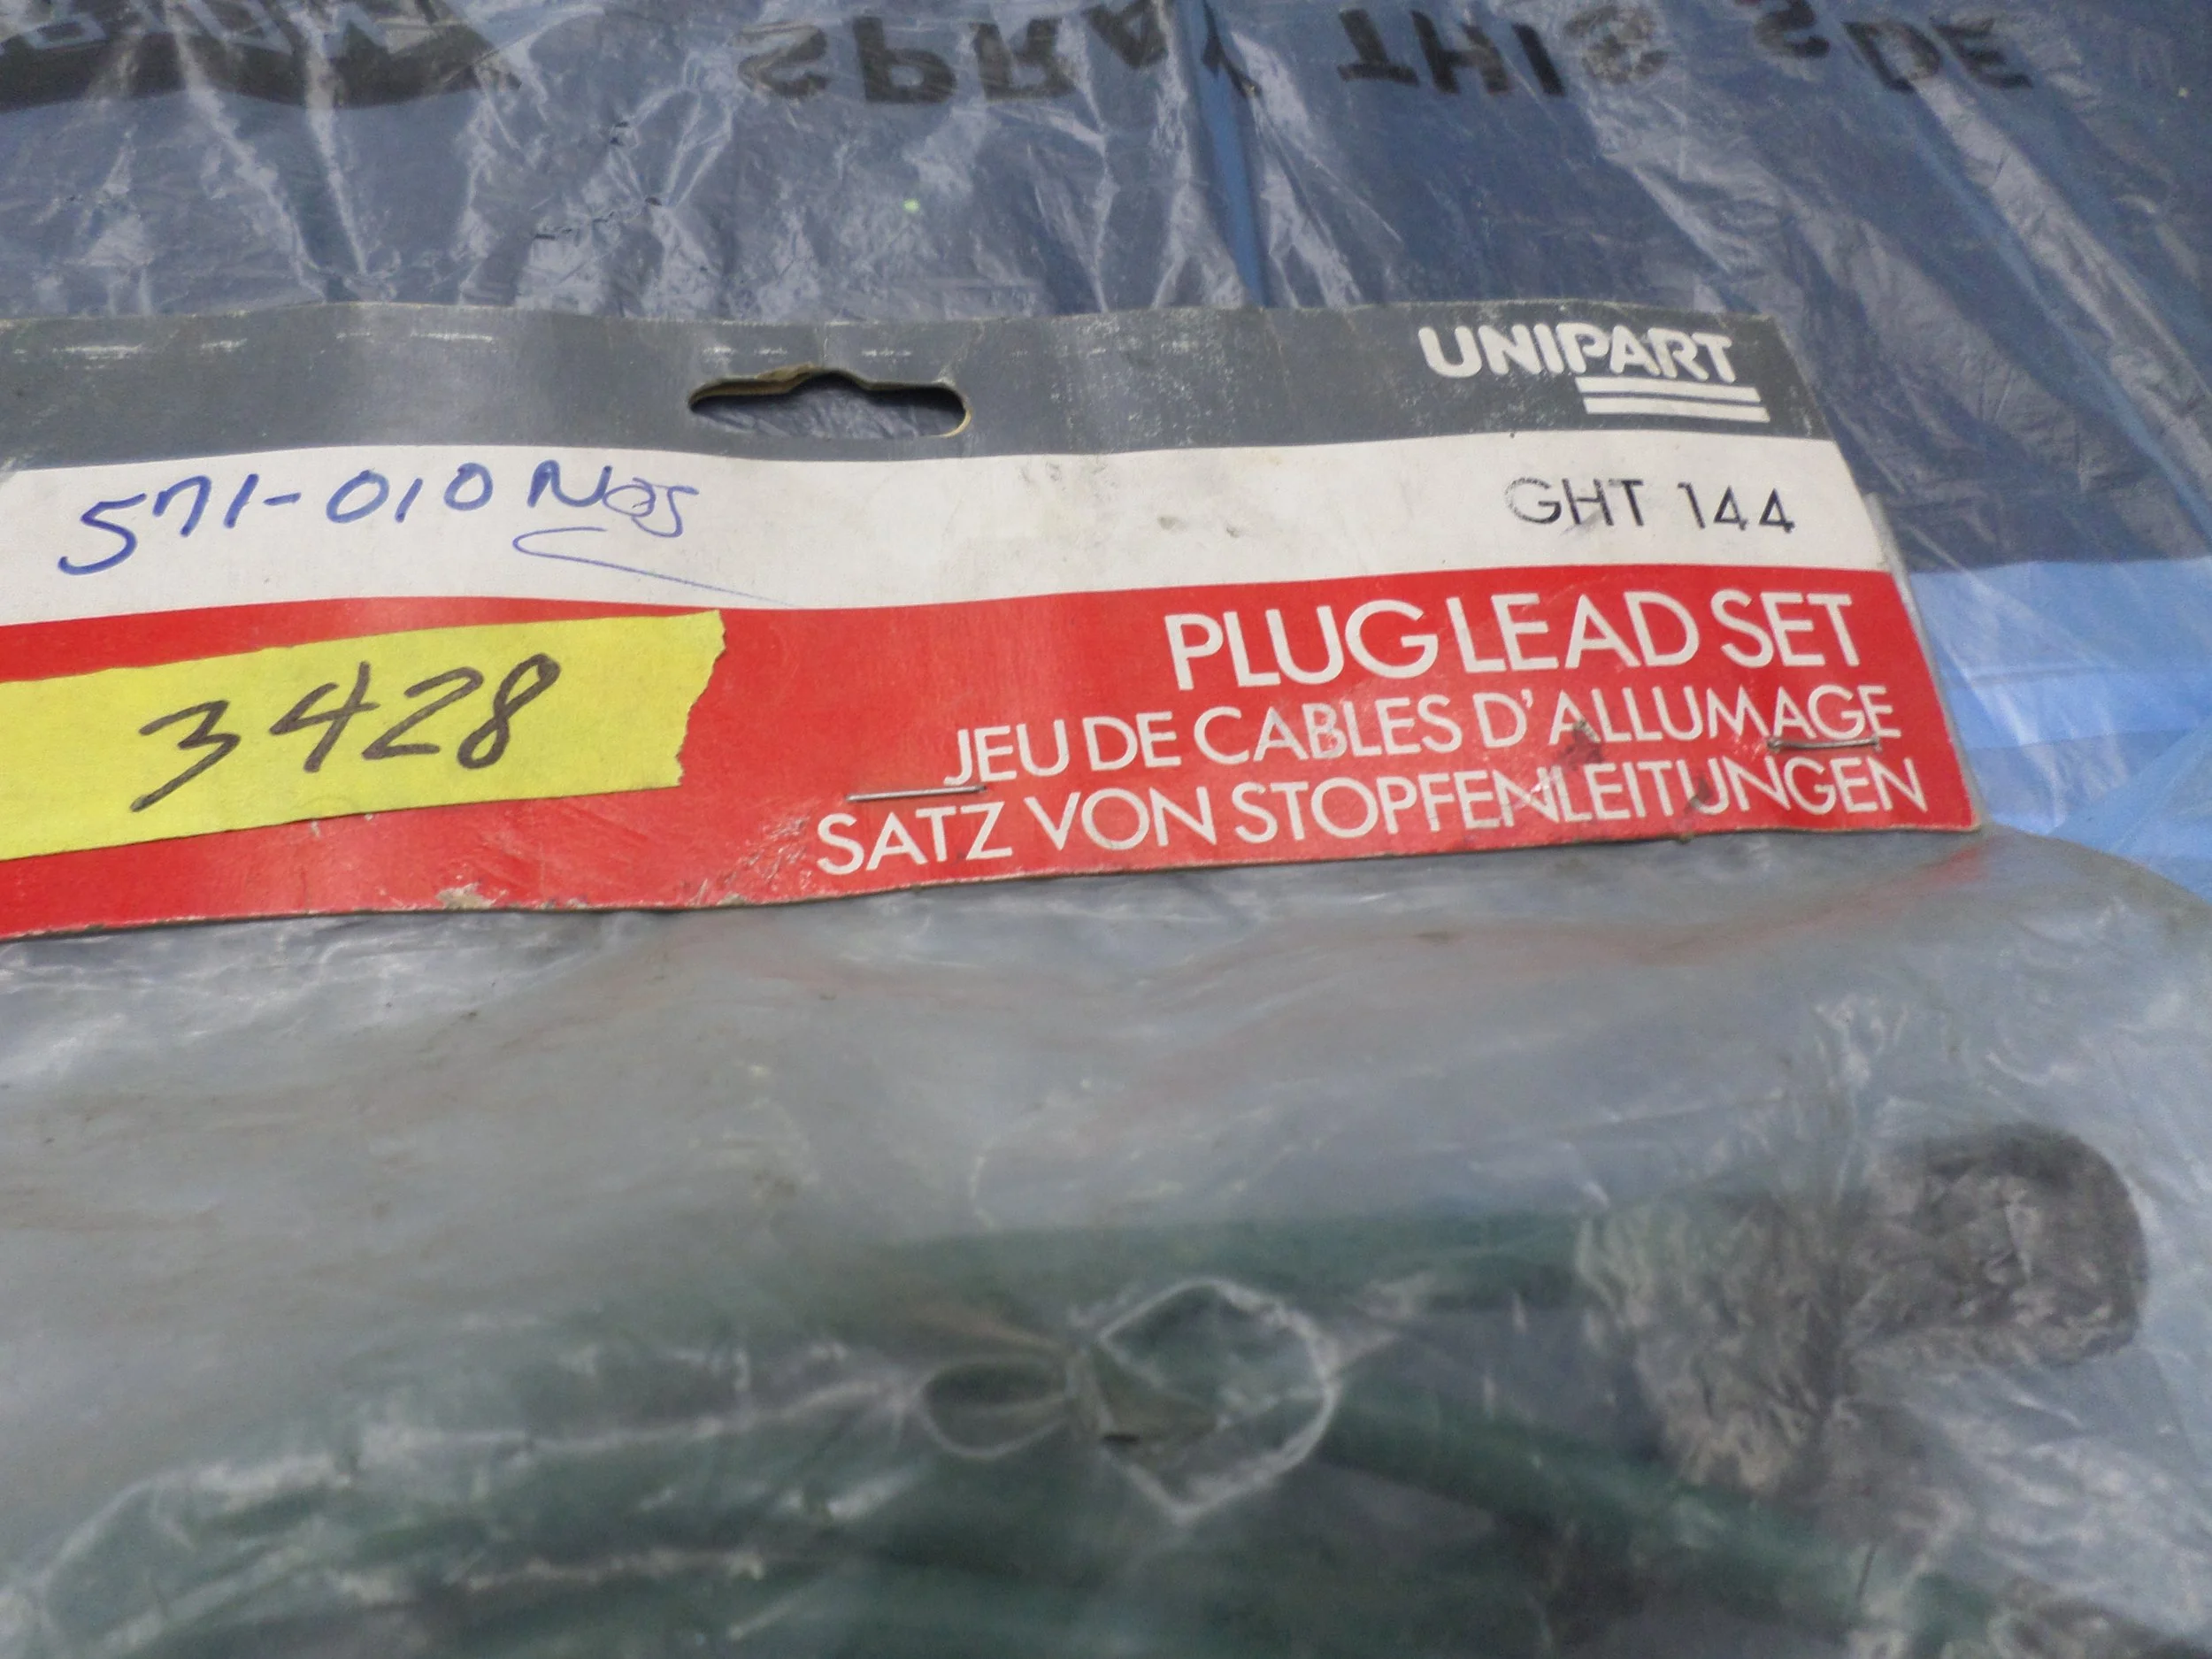 SPRAY THIS SIDE
UNIPART
571-010 NOS
GHT 144
PLUG LEAD SET
3428
JEU DE CABLES D'ALLUMAGE
SATZ VON STOPFENLEITUNGEN